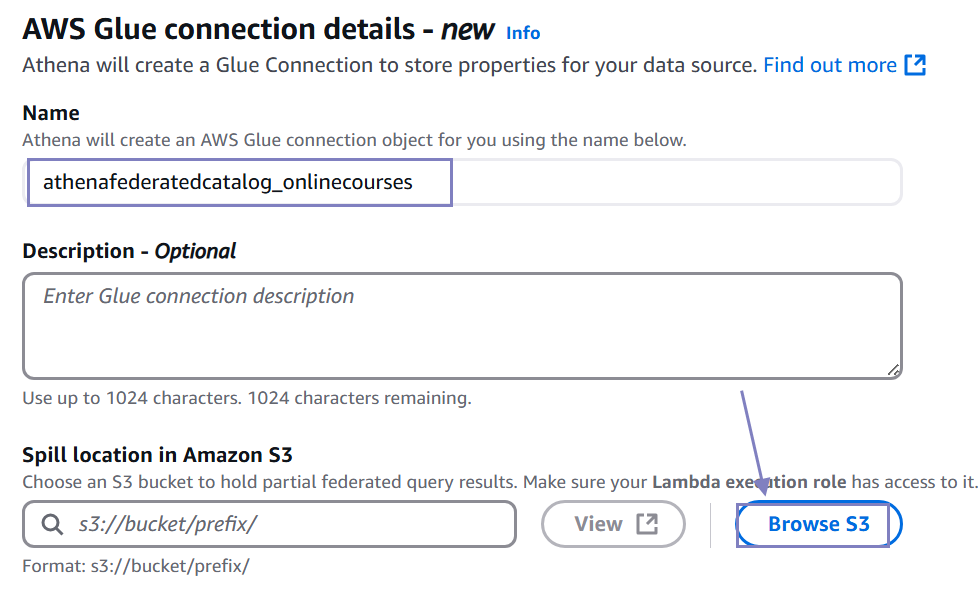 AWS Glue connection details - new Info
Athena will create a Glue Connection to store properties for your data source. Find out more
Name
Athena will create an AWS Glue connection object for you using the name below.
athenafederatedcatalog_onlinecourses
Description - Optional
Enter Glue connection description
Use up to 1024 characters. 1024 characters remaining.
Spill location in Amazon S3
Choose an S3 bucket to hold partial federated query results. Make sure your Lambda execution role has access to it.
s3://bucket/prefix/ View Browse S3
Format: s3://bucket/prefix/